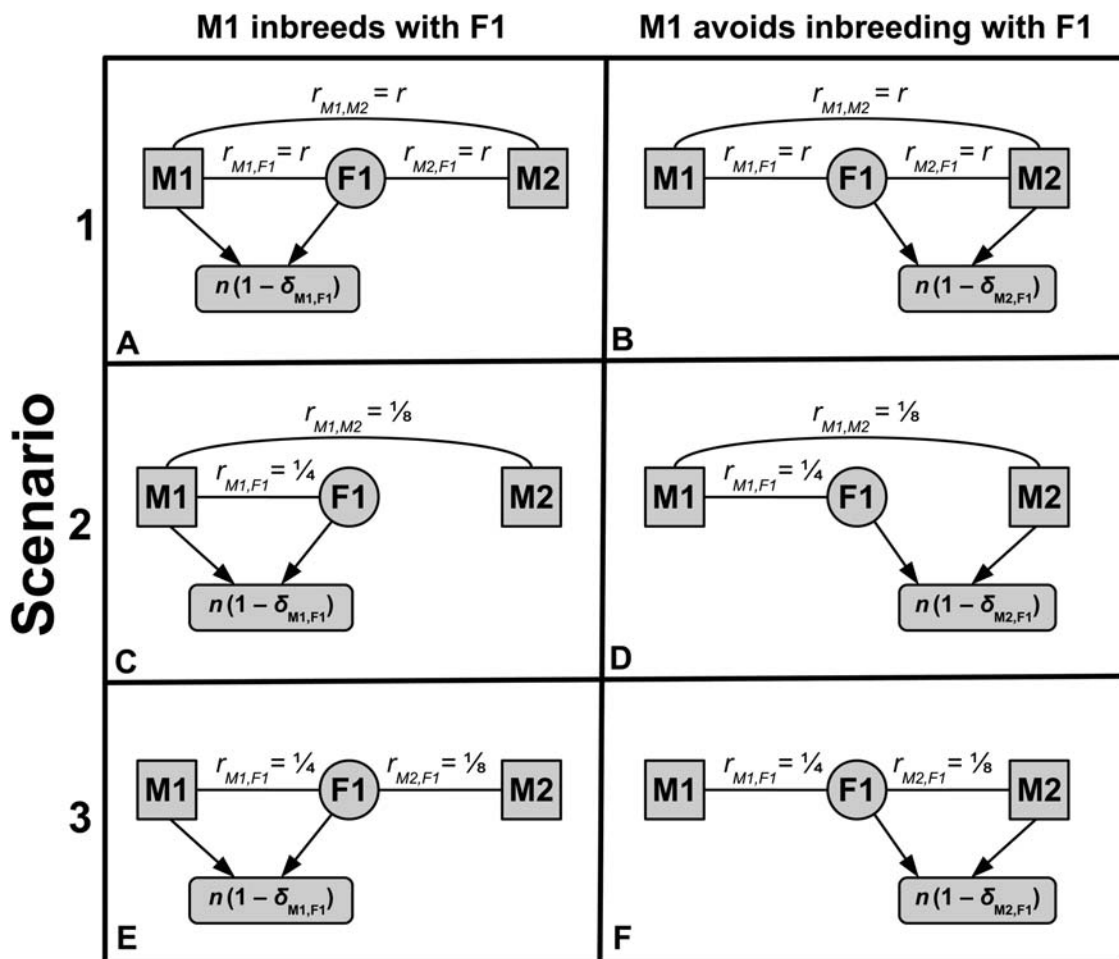 M1 inbreeds with F1 M1 avoids inbreeding with F1
Scenario
1
r_{M1,M2} = r
r_{M1,F1} = r r_{M2,F1} = r
M1 F1 M2
n(1 – δ_{M1,F1})
A
r_{M1,M2} = r
r_{M1,F1} = r r_{M2,F1} = r
M1 F1 M2
n(1 – δ_{M2,F1})
B
2
r_{M1,M2} = ⅛
r_{M1,F1} = ¼
M1 F1 M2
n(1 – δ_{M1,F1})
C
r_{M1,M2} = ⅛
r_{M1,F1} = ¼
M1 F1 M2
n(1 – δ_{M2,F1})
D
3
r_{M1,F1} = ¼ r_{M2,F1} = ⅛
M1 F1 M2
n(1 – δ_{M1,F1})
E
r_{M1,F1} = ¼ r_{M2,F1} = ⅛
M1 F1 M2
n(1 – δ_{M2,F1})
F